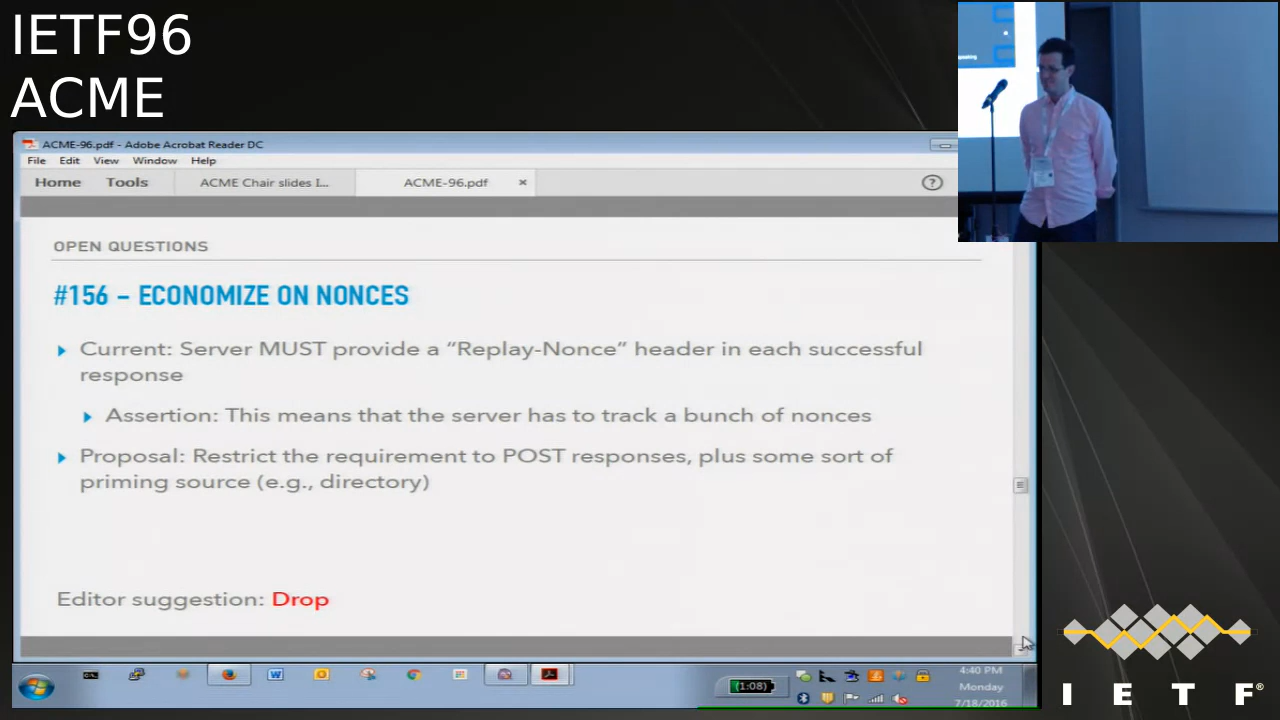 IETF96
ACME
ACME-96.pdf - Adobe Acrobat Reader DC
File Edit View Window Help
Home Tools ACME Chair slides I... ACME-96.pdf ×
OPEN QUESTIONS
#156 – ECONOMIZE ON NONCES
Current: Server MUST provide a “Replay-Nonce” header in each successful
response
Assertion: This means that the server has to track a bunch of nonces
Proposal: Restrict the requirement to POST responses, plus some sort of
priming source (e.g., directory)
Editor suggestion: Drop
(1:08)
4:40 PM
Monday
7/18/2016
I E T F®